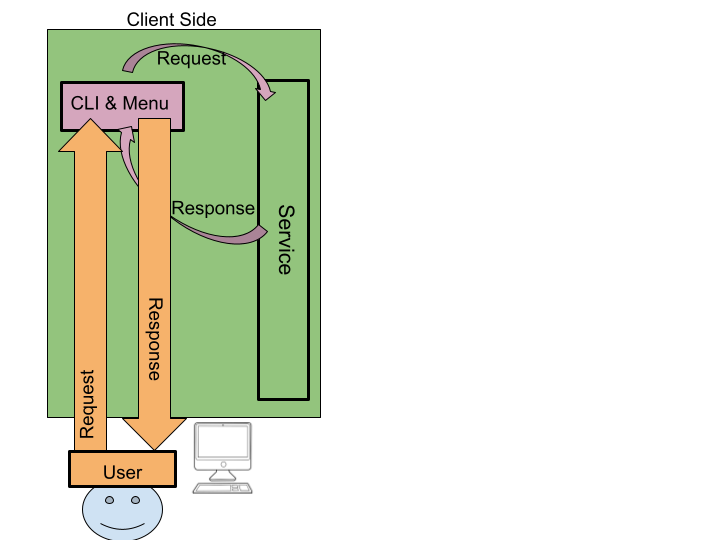 Client Side
Request
CLI & Menu
Response
Service
Response
Request
User